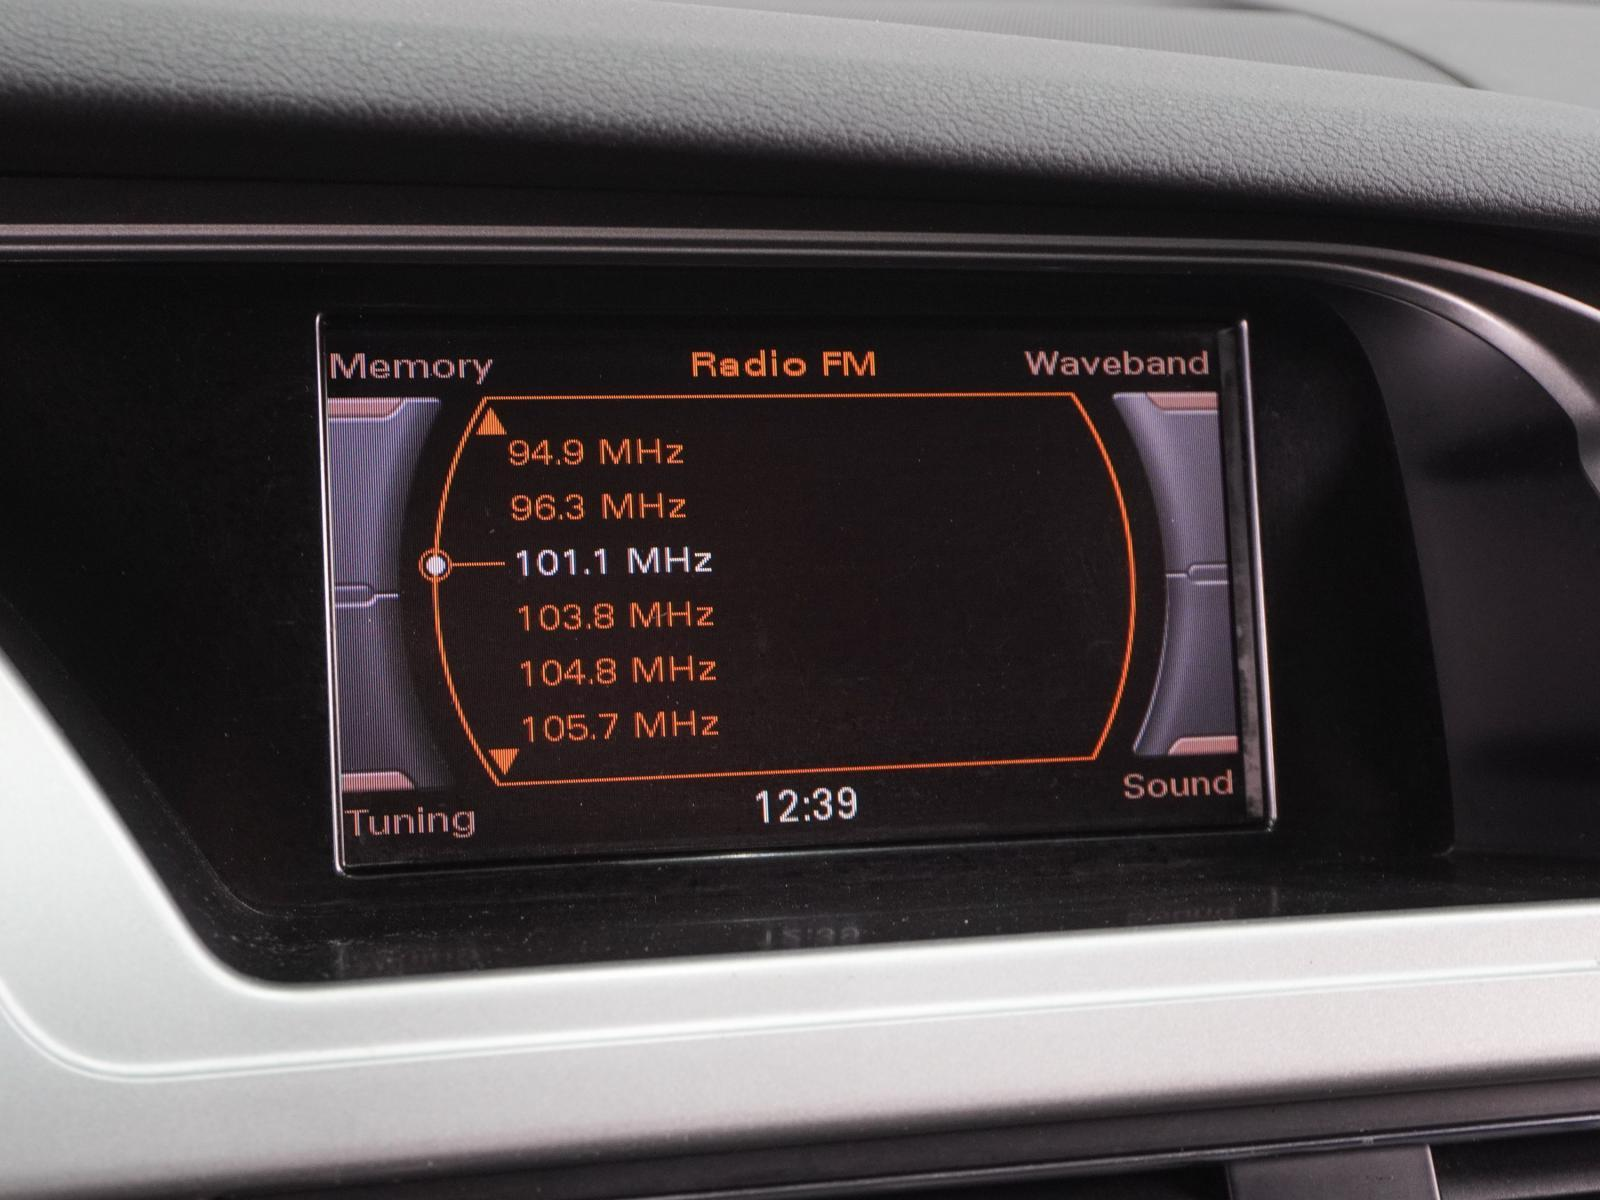 Memory Radio FM Waveband
94.9 MHz
96.3 MHz
101.1 MHz
103.8 MHz
104.8 MHz
105.7 MHz
Tuning 12:39 Sound